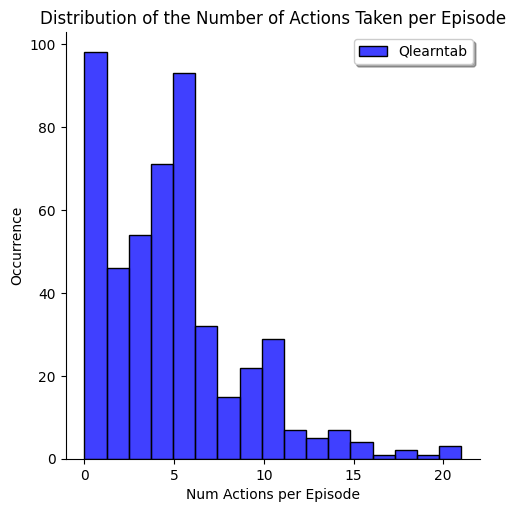 Distribution of the Number of Actions Taken per Episode
Qlearntab
100
80
60
40
20
0
Occurrence
0 5 10 15 20
Num Actions per Episode